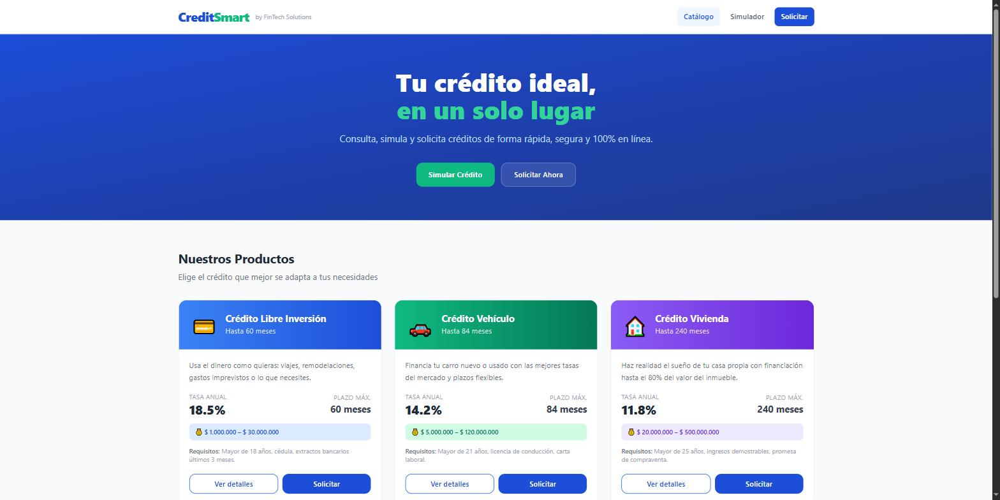 CreditSmart by FinTech Solutions
Catálogo Simulador Solicitar
Tu crédito ideal,
en un solo lugar
Consulta, simula y solicita créditos de forma rápida, segura y 100% en línea.
Simular Crédito Solicitar Ahora
Nuestros Productos
Elige el crédito que mejor se adapta a tus necesidades
Crédito Libre Inversión
Hasta 60 meses
Usa el dinero como quieras: viajes, remodelaciones,
gastos imprevistos o lo que necesites.
TASA ANUAL PLAZO MÁX.
18.5% 60 meses
$ 1.000.000 – $ 30.000.000
Requisitos: Mayor de 18 años, cédula, extractos bancarios
últimos 3 meses.
Ver detalles Solicitar
Crédito Vehículo
Hasta 84 meses
Financia tu carro nuevo o usado con las mejores tasas
del mercado y plazos flexibles.
TASA ANUAL PLAZO MÁX.
14.2% 84 meses
$ 5.000.000 – $ 120.000.000
Requisitos: Mayor de 21 años, licencia de conducción, carta
laboral.
Ver detalles Solicitar
Crédito Vivienda
Hasta 240 meses
Haz realidad el sueño de tu casa propia con financiación
hasta el 80% del valor del inmueble.
TASA ANUAL PLAZO MÁX.
11.8% 240 meses
$ 20.000.000 – $ 500.000.000
Requisitos: Mayor de 25 años, ingresos demostrables, promesa
de compraventa.
Ver detalles Solicitar